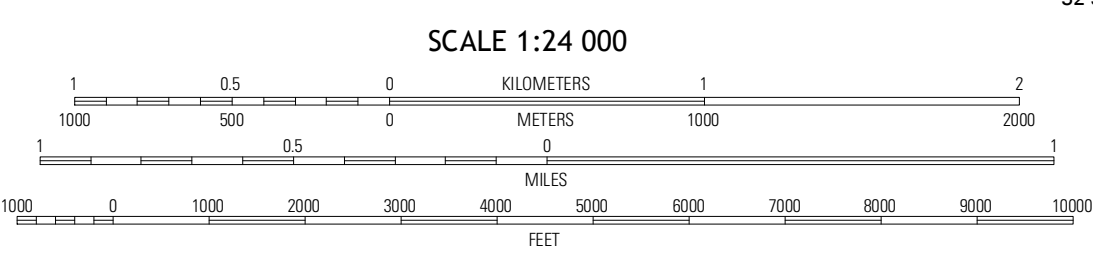 SCALE 1:24 000
1 0.5 0 KILOMETERS 1 2
1000 500 0 METERS 1000 2000
1 0.5 0 1
MILES
1000 0 1000 2000 3000 4000 5000 6000 7000 8000 9000 10000
FEET